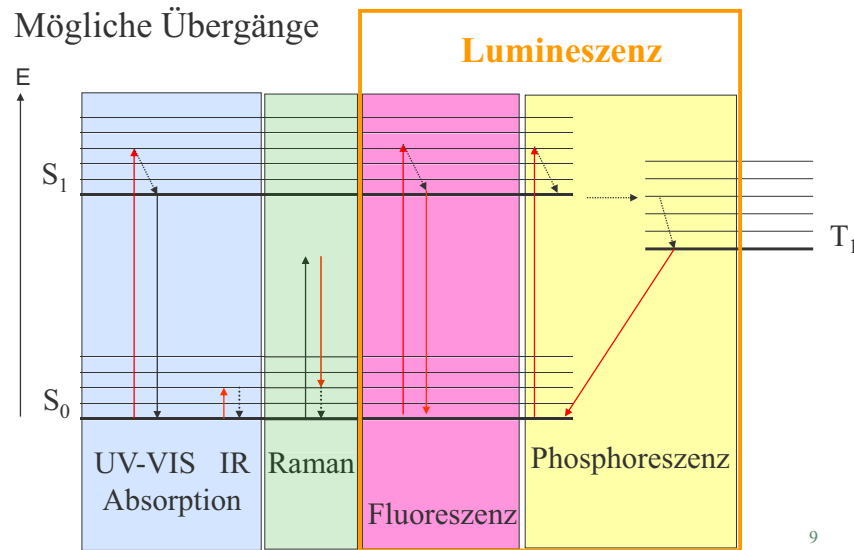 Mögliche Übergänge
Lumineszenz
E
S₁
T₁
S₀
UV-VIS IR
Absorption
Raman
Fluoreszenz
Phosphoreszenz
9